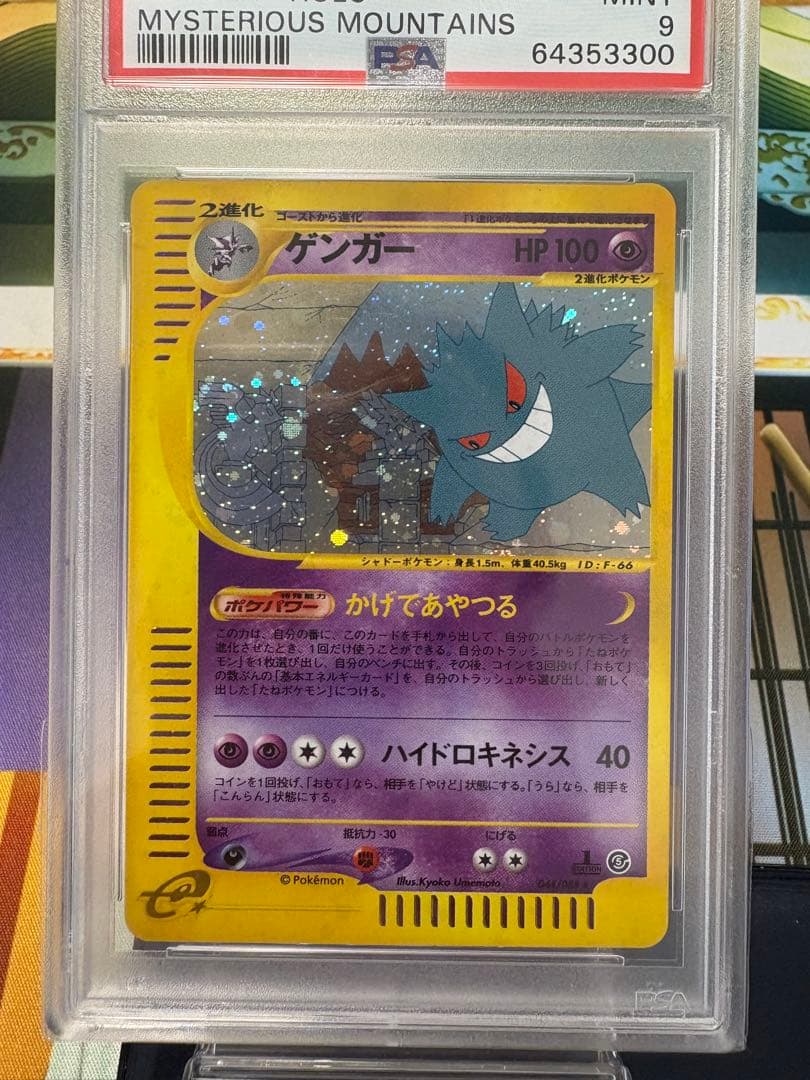 MINT
MYSTERIOUS MOUNTAINS 9
PSA 64353300
2進化 ゴーストから進化
ゲンガー HP 100
2進化ポケモン
シャドーポケモン:身長1.5m、体重40.5kg ID:F-66
特殊能力
ポケパワー かげであやつる
この力は、自分の番に、このカードを手札から出して、自分のバトルポケモンを
進化させたとき、1回だけ使うことができる。自分のトラッシュから「たねポケ
モン」を1枚選び出し、自分のベンチに出す。その後、コインを3回投げ、「おもて」
の数ぶんの「基本エネルギーカード」を、自分のトラッシュから選び出し、新しく
出した「たねポケモン」につける。
ハイドロキネシス 40
コインを1回投げ、「おもて」なら、相手を「やけど」状態にする。「うら」なら、相手を
「こんらん」状態にする。
弱点 抵抗力 -30 にげる
1 EDITION 5
© Pokémon Illus.Kyoko Umemoto
e
PSA